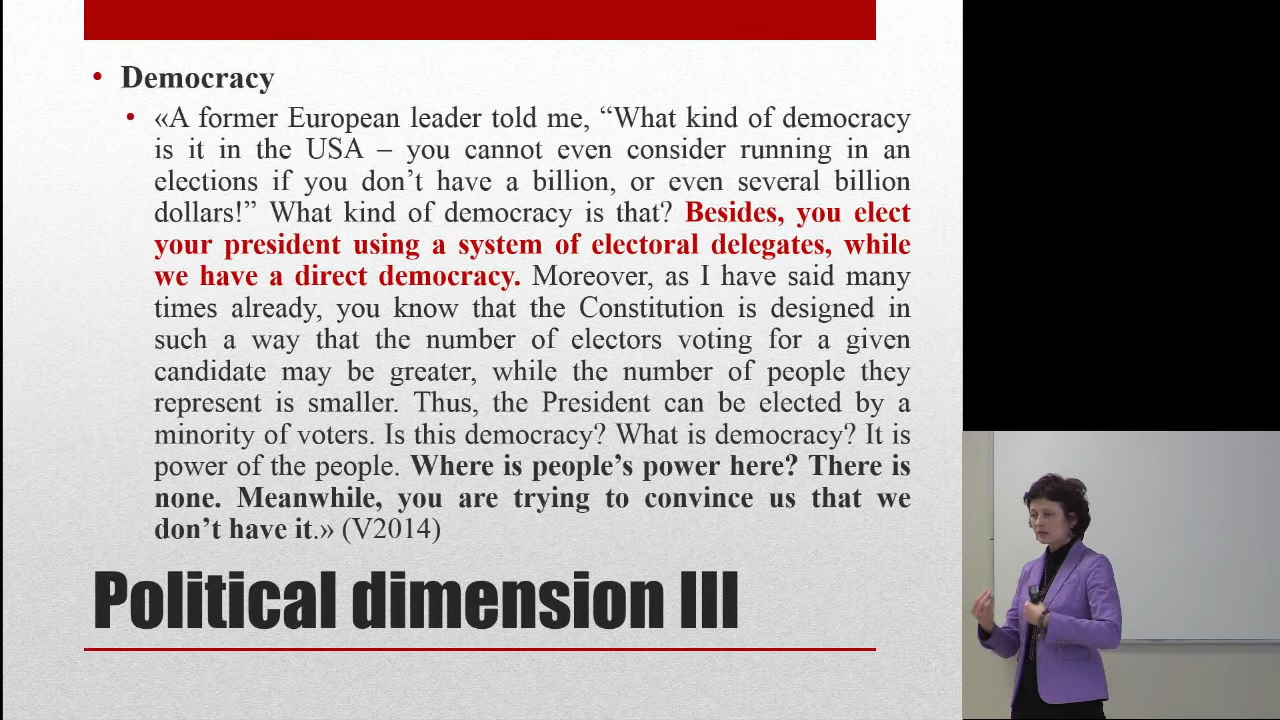 Democracy
«A former European leader told me, “What kind of democracy
is it in the USA – you cannot even consider running in an
elections if you don’t have a billion, or even several billion
dollars!” What kind of democracy is that? Besides, you elect
your president using a system of electoral delegates, while
we have a direct democracy. Moreover, as I have said many
times already, you know that the Constitution is designed in
such a way that the number of electors voting for a given
candidate may be greater, while the number of people they
represent is smaller. Thus, the President can be elected by a
minority of voters. Is this democracy? What is democracy? It is
power of the people. Where is people’s power here? There is
none. Meanwhile, you are trying to convince us that we
don’t have it.» (V2014)
Political dimension III